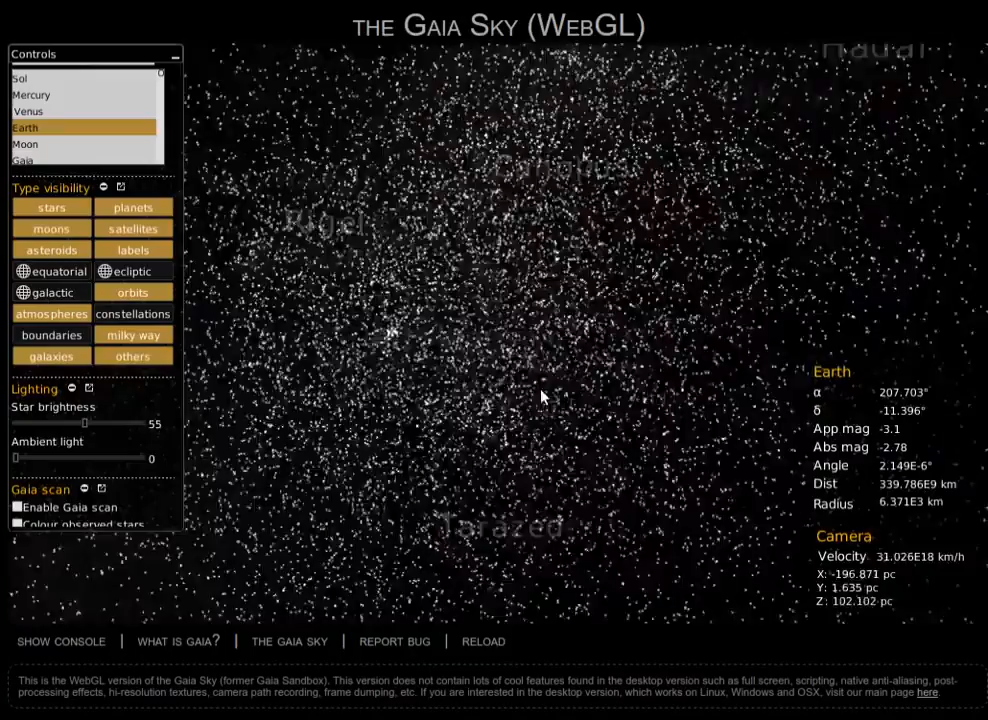 THE GAIA SKY (WEBGL)
Hadar
Controls
Sol
Mercury
Venus
Earth
Moon
Gaia
Type visibility
stars planets
moons satellites
asteroids labels
equatorial ecliptic
galactic orbits
atmospheres constellations
boundaries milky way
galaxies others
Lighting
Star brightness
55
Ambient light
0
Gaia scan
Enable Gaia scan
Colour observed stars
Canopus
Rigel
Tarazed
Earth
α 207.703°
δ -11.396°
App mag -3.1
Abs mag -2.78
Angle 2.149E-6°
Dist 339.786E9 km
Radius 6.371E3 km
Camera
Velocity 31.026E18 km/h
X: -196.871 pc
Y: 1.635 pc
Z: 102.102 pc
SHOW CONSOLE | WHAT IS GAIA? | THE GAIA SKY | REPORT BUG | RELOAD
This is the WebGL version of the Gaia Sky (former Gaia Sandbox). This version does not contain lots of cool features found in the desktop version such as full screen, scripting, native anti-aliasing, post-
processing effects, hi-resolution textures, camera path recording, frame dumping, etc. If you are interested in the desktop version, which works on Linux, Windows and OSX, visit our main page here.